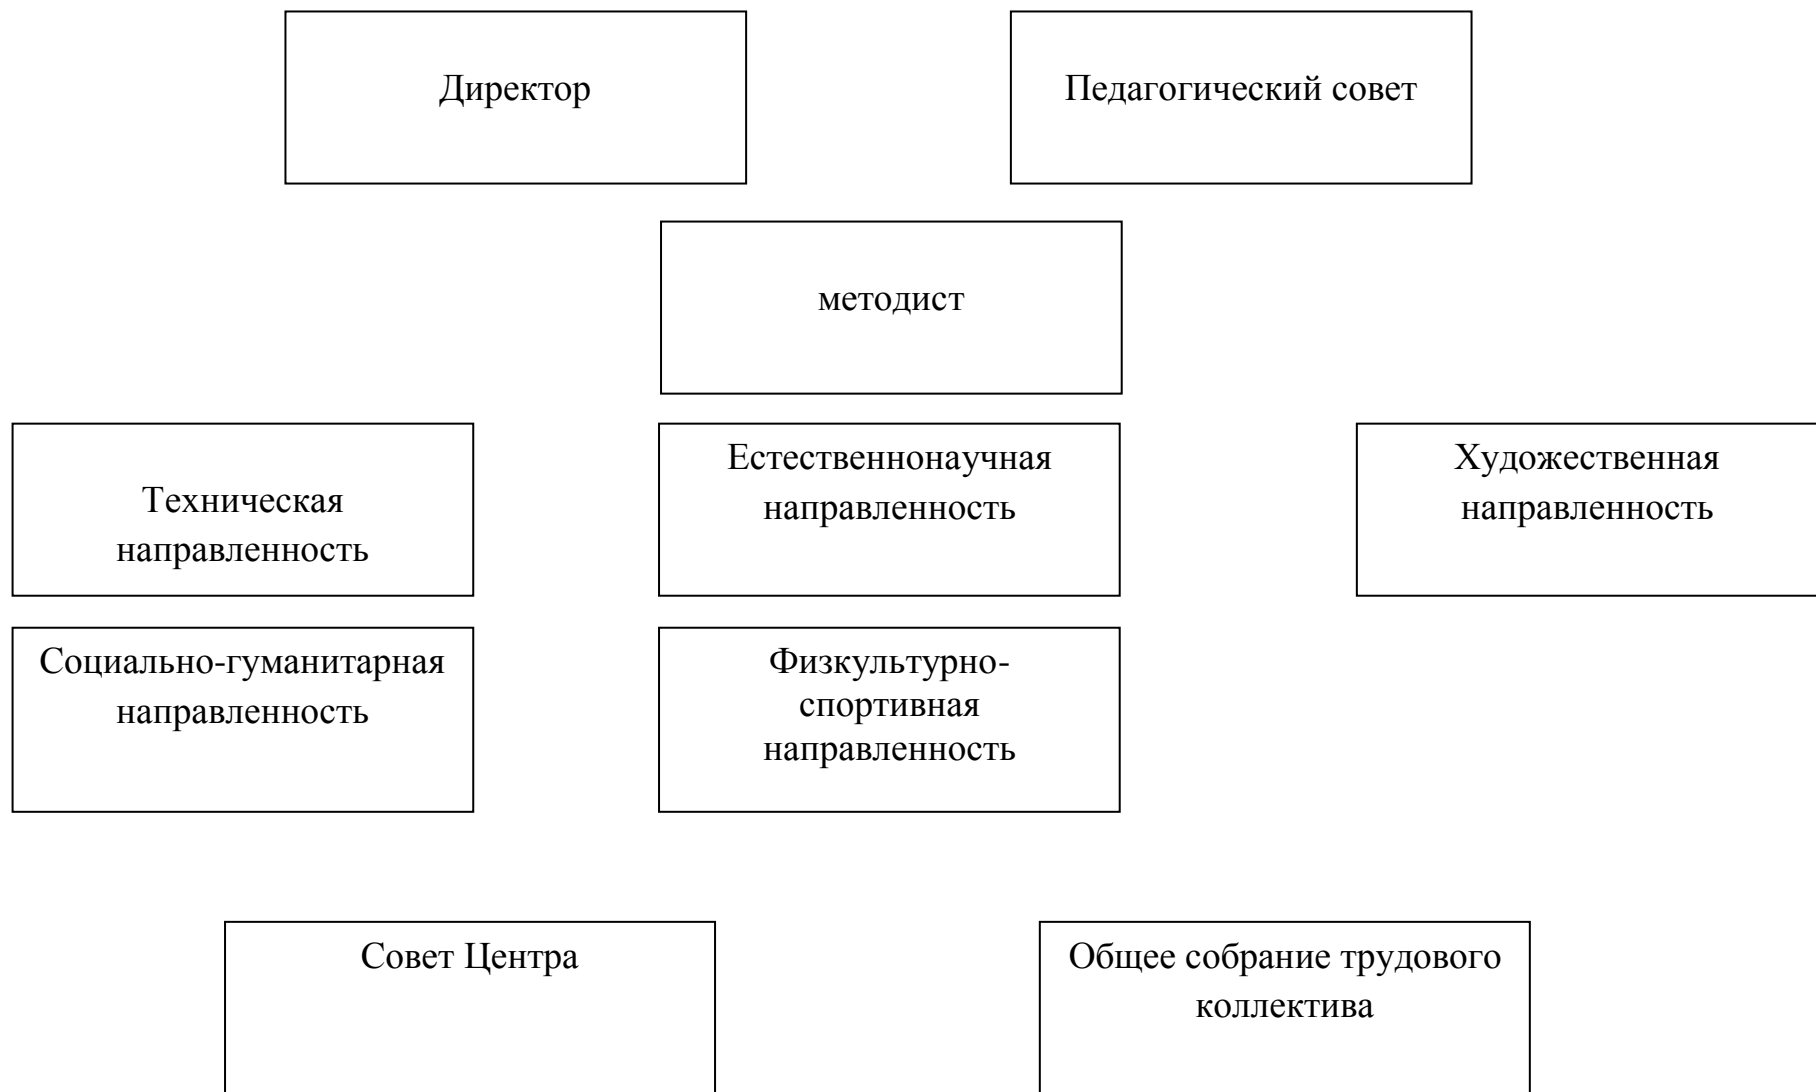 Директор
Педагогический совет
методист
Техническая
направленность
Естественнонаучная
направленность
Художественная
направленность
Социально-гуманитарная
направленность
Физкультурно-
спортивная
направленность
Совет Центра
Общее собрание трудового
коллектива